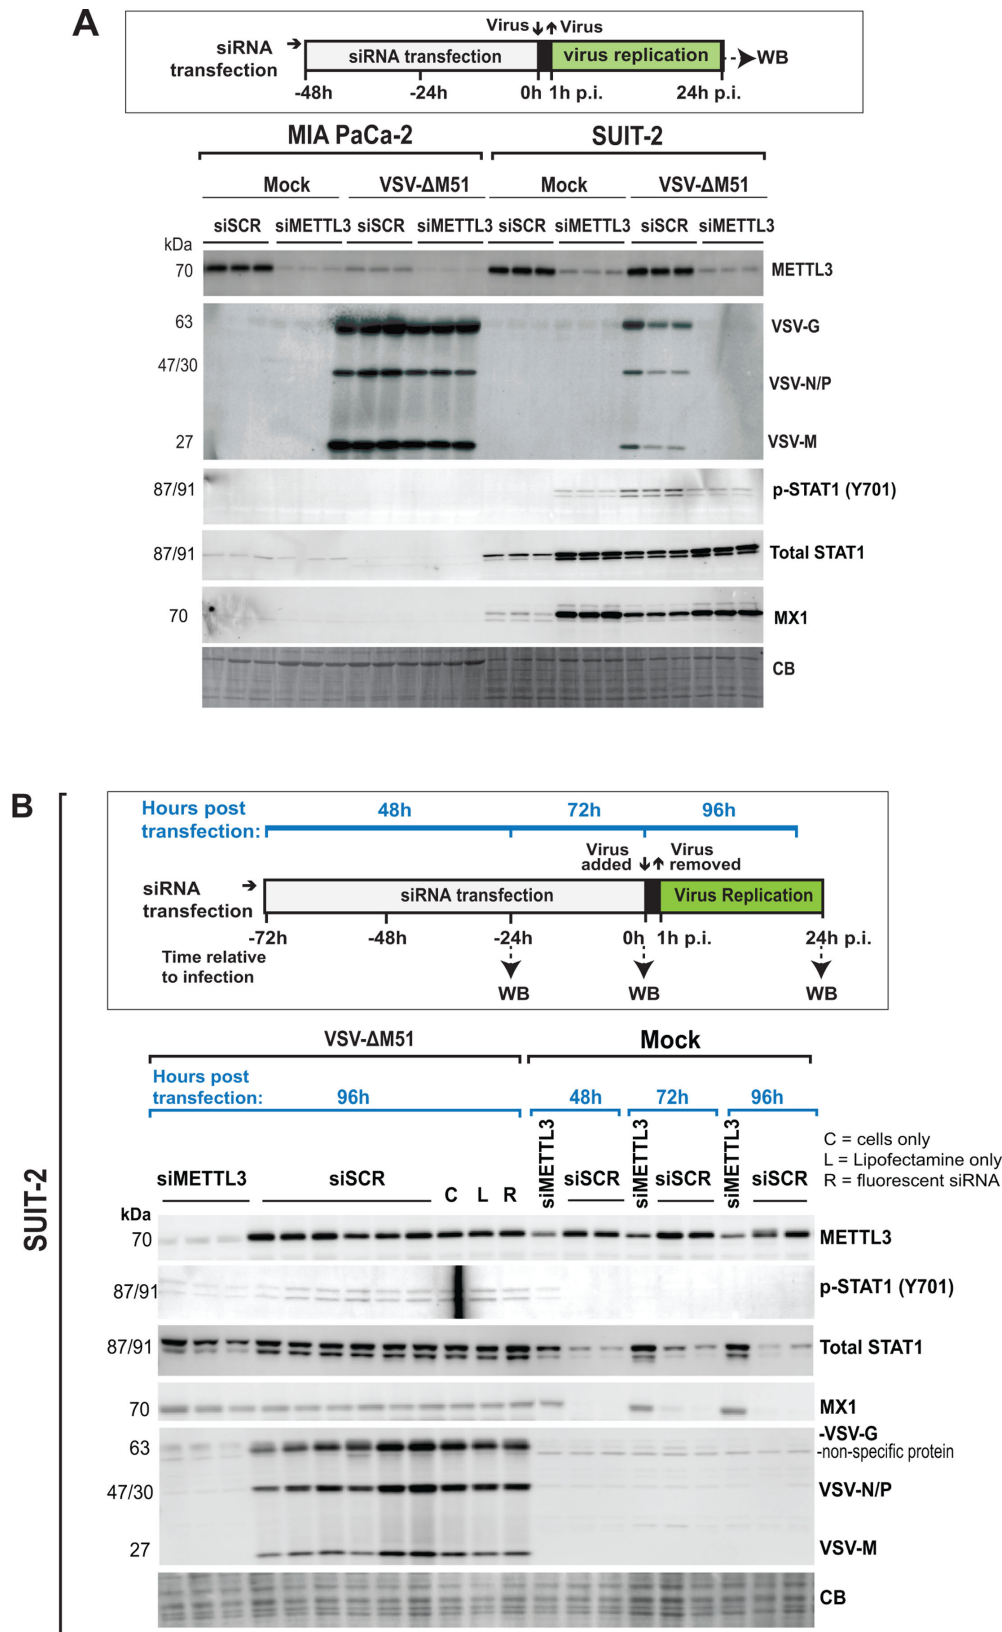 A
Virus Virus
siRNA transfection
siRNA transfection
virus replication
WB
-48h -24h 0h 1h p.i. 24h p.i.
MIA PaCa-2 SUIT-2
Mock VSV-ΔM51 Mock VSV-ΔM51
siSCR siMETTL3 siSCR siMETTL3 siSCR siMETTL3 siSCR siMETTL3
kDa
70 METTL3
63 VSV-G
47/30 VSV-N/P
27 VSV-M
87/91 p-STAT1 (Y701)
87/91 Total STAT1
70 MX1
CB
B
SUIT-2
Hours post transfection: 48h 72h 96h
Virus added Virus removed
siRNA transfection
siRNA transfection
Virus Replication
-72h -48h -24h 0h 1h p.i. 24h p.i.
Time relative to infection
WB WB WB
VSV-ΔM51 Mock
Hours post transfection: 96h 48h 72h 96h
siMETTL3 siSCR C L R siMETTL3 siSCR siMETTL3 siSCR siMETTL3 siSCR
C = cells only
L = Lipofectamine only
R = fluorescent siRNA
kDa
70 METTL3
87/91 p-STAT1 (Y701)
87/91 Total STAT1
70 MX1
-VSV-G
63 -non-specific protein
47/30 VSV-N/P
27 VSV-M
CB